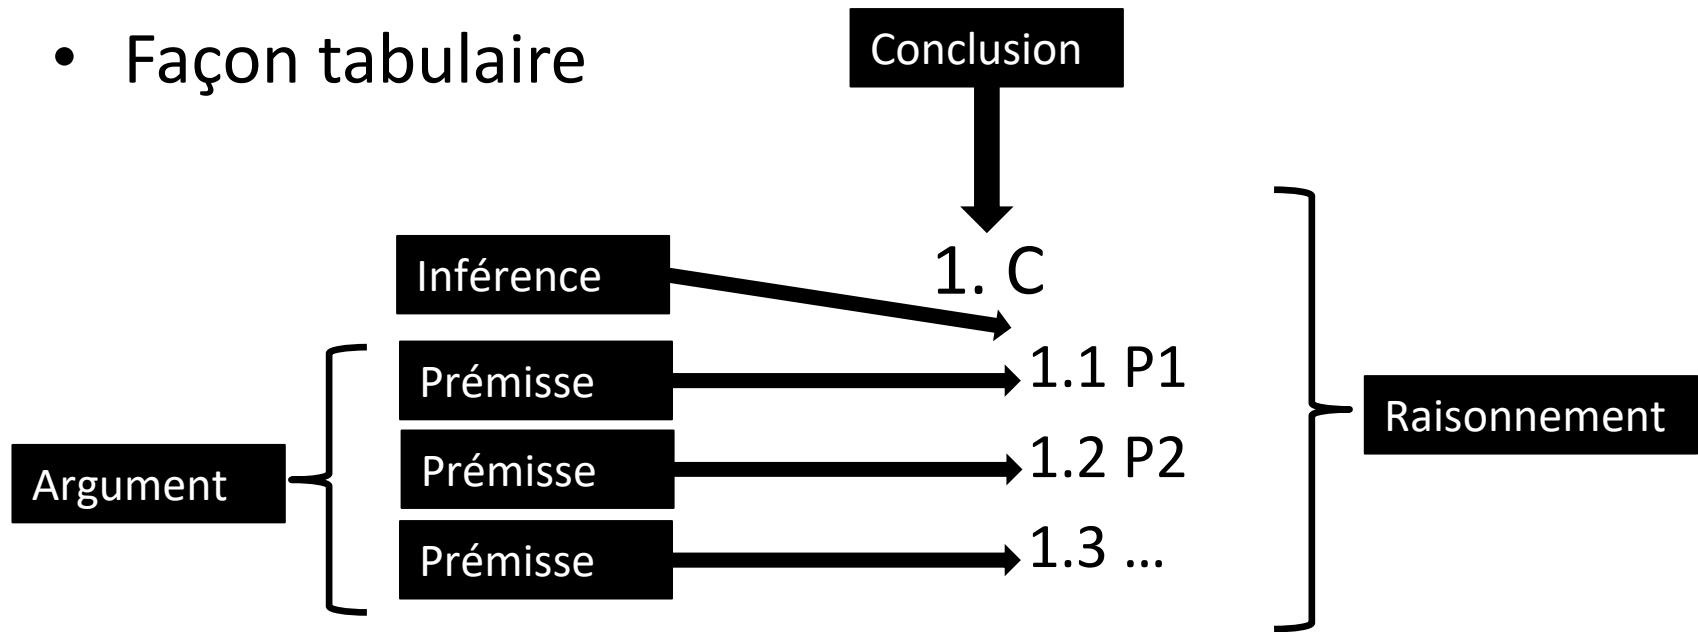 • Façon tabulaire
Conclusion
Inférence
1. C
Prémisse
1.1 P1
Argument
Prémisse
1.2 P2
Prémisse
1.3 ...
Raisonnement